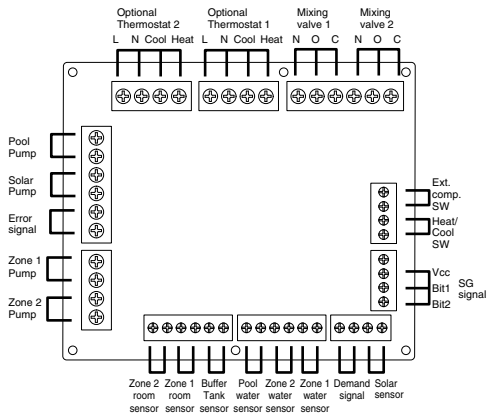 Optional Thermostat 2
Optional Thermostat 1
Mixing valve 1
Mixing valve 2
L N Cool Heat
L N Cool Heat
N O C
N O C
Pool Pump
Solar Pump
Error signal
Zone 1 Pump
Zone 2 Pump
Ext. comp. SW
Heat/ Cool SW
Vcc
Bit1
Bit2
SG signal
Zone 2 room sensor
Zone 1 room sensor
Buffer Tank sensor
Pool water sensor
Zone 2 water sensor
Zone 1 water sensor
Demand signal
Solar sensor